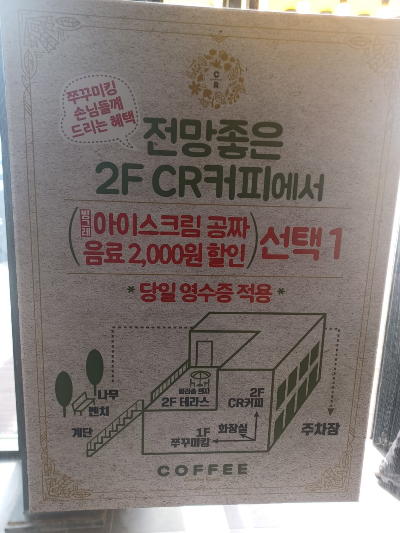 C
R
쭈꾸미킹
손님들께
드리는 혜택
전망좋은
2F CR커피에서
아이스크림 공짜
음료 2,000원 할인
선택 1
* 당일 영수증 적용 *
나무
벤치
계단
2F 테라스
2F
CR커피
1F
쭈꾸미킹
화장실
주차장
COFFEE